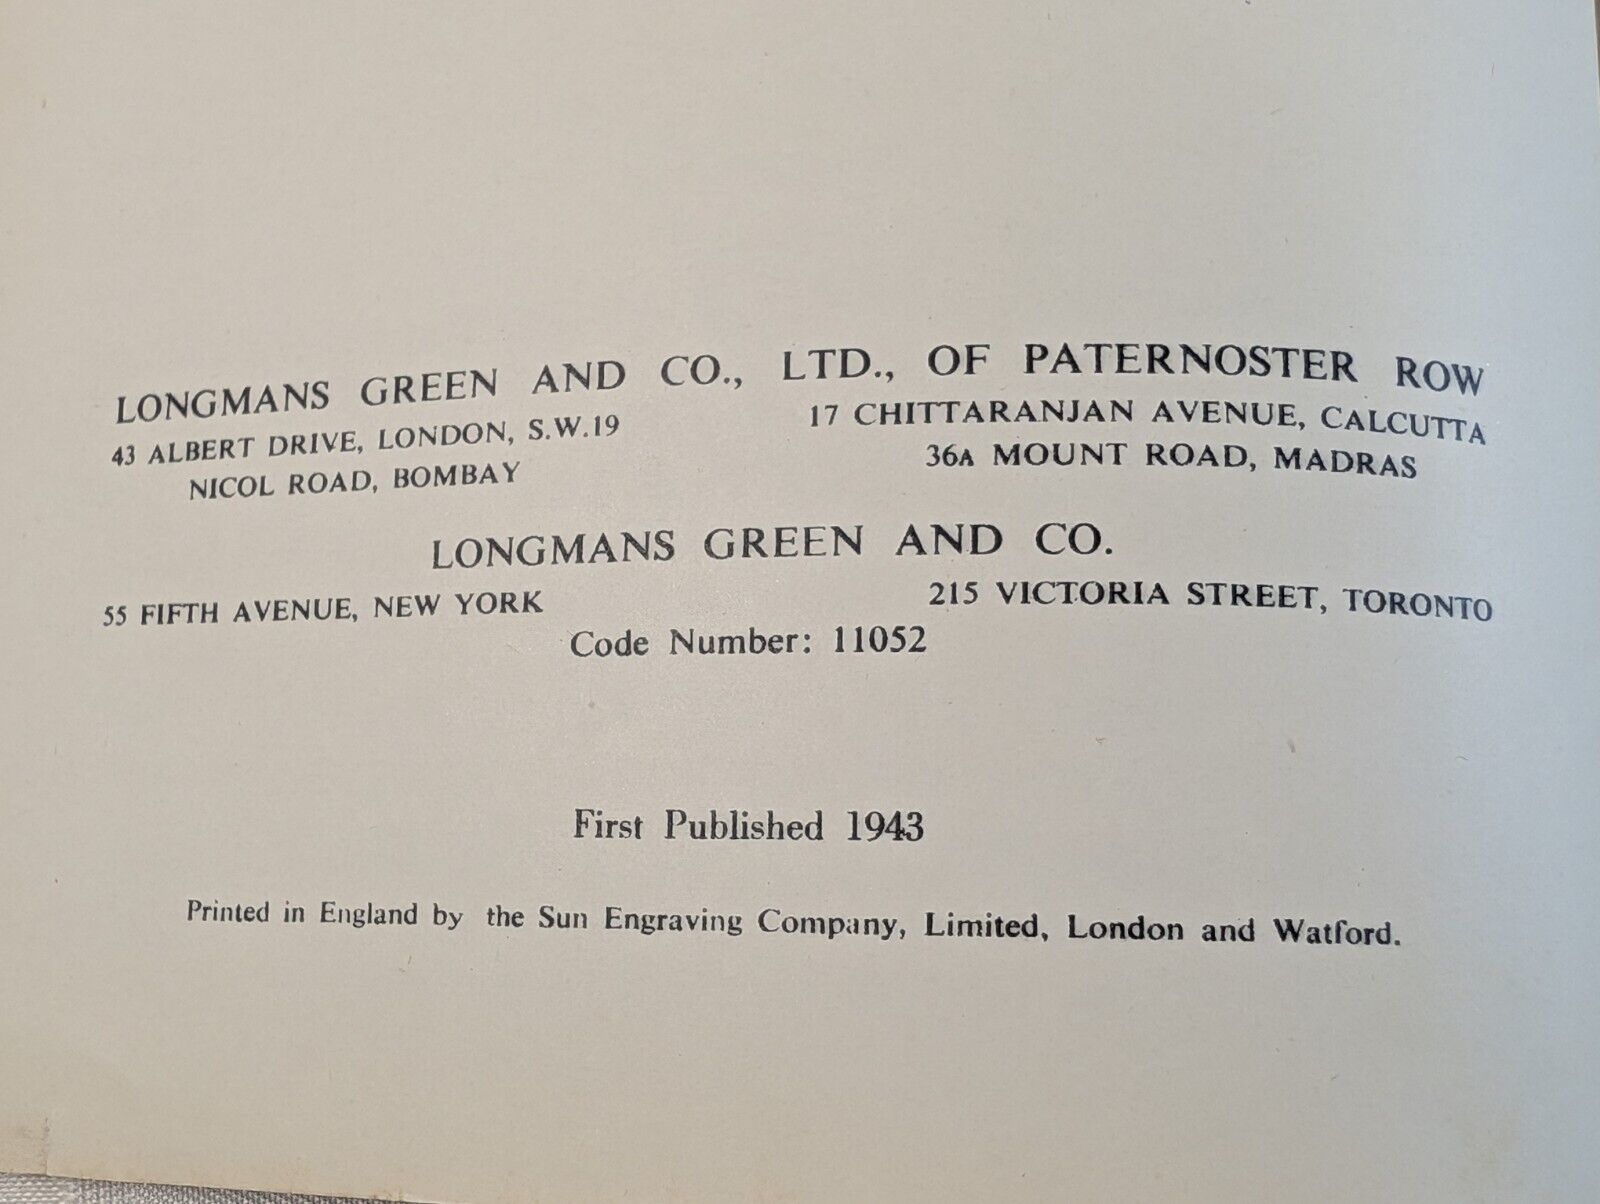 LONGMANS GREEN AND CO., LTD., OF PATERNOSTER ROW
43 ALBERT DRIVE, LONDON, S.W.19 17 CHITTARANJAN AVENUE, CALCUTTA
NICOL ROAD, BOMBAY 36A MOUNT ROAD, MADRAS
LONGMANS GREEN AND CO.
55 FIFTH AVENUE, NEW YORK 215 VICTORIA STREET, TORONTO
Code Number: 11052
First Published 1943
Printed in England by the Sun Engraving Company, Limited, London and Watford.